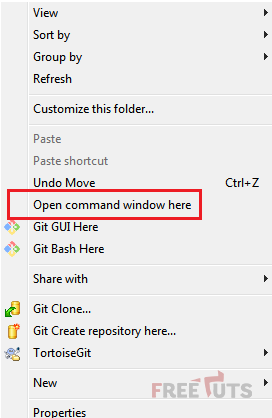 View
Sort by
Group by
Refresh
Customize this folder...
Paste
Paste shortcut
Undo Move Ctrl+Z
Open command window here
Git GUI Here
Git Bash Here
Share with
Git Clone...
Git Create repository here...
TortoiseGit
New
FREETUTS
Properties